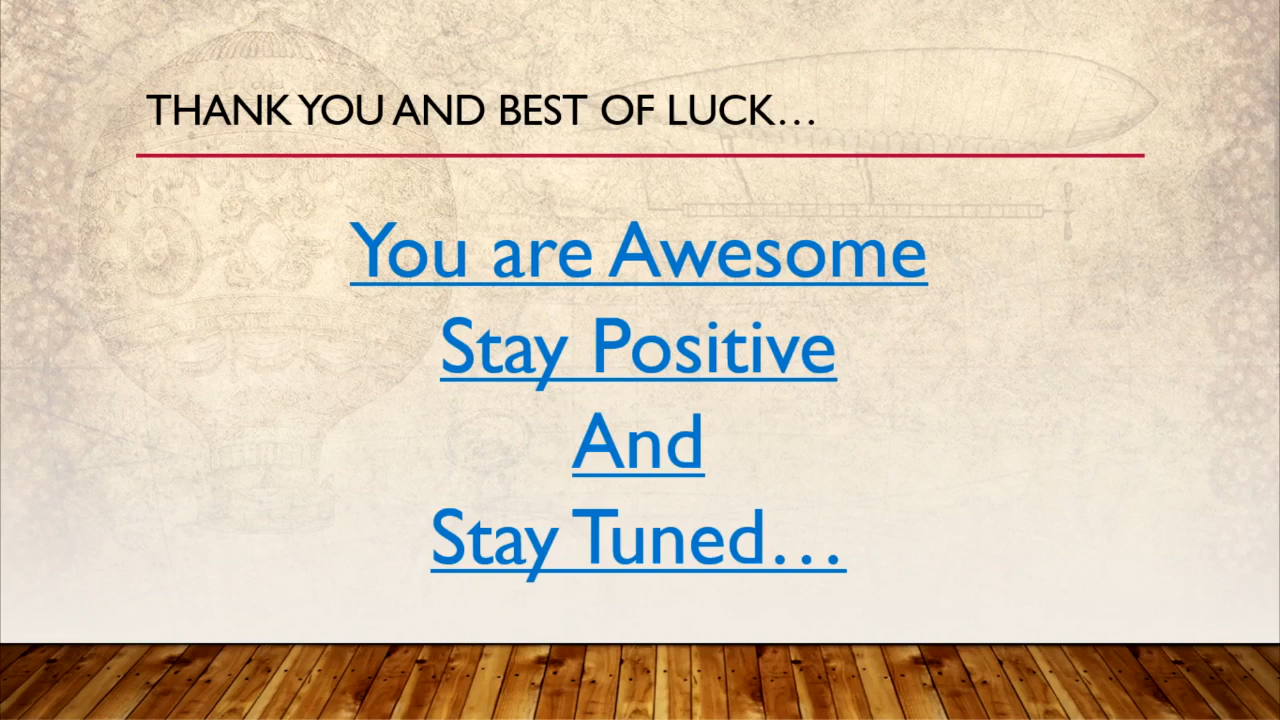 THANK YOU AND BEST OF LUCK…
You are Awesome
Stay Positive
And
Stay Tuned…